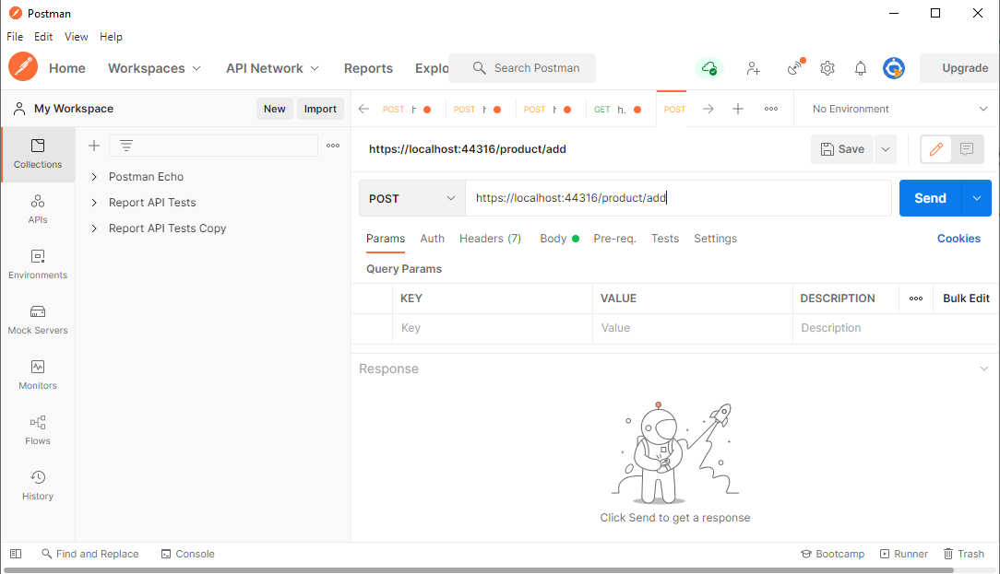 Postman
File Edit View Help
Home Workspaces API Network Reports Explo Search Postman Upgrade
My Workspace New Import POST h POST h POST h GET h. POST No Environment
Collections
APIs
Environments
Mock Servers
Monitors
Flows
History
Postman Echo
Report API Tests
Report API Tests Copy
https://localhost:44316/product/add Save
POST https://localhost:44316/product/add Send
Params Auth Headers (7) Body Pre-req. Tests Settings Cookies
Query Params
KEY VALUE DESCRIPTION Bulk Edit
Key Value Description
Response
Click Send to get a response
Find and Replace Console Bootcamp Runner Trash